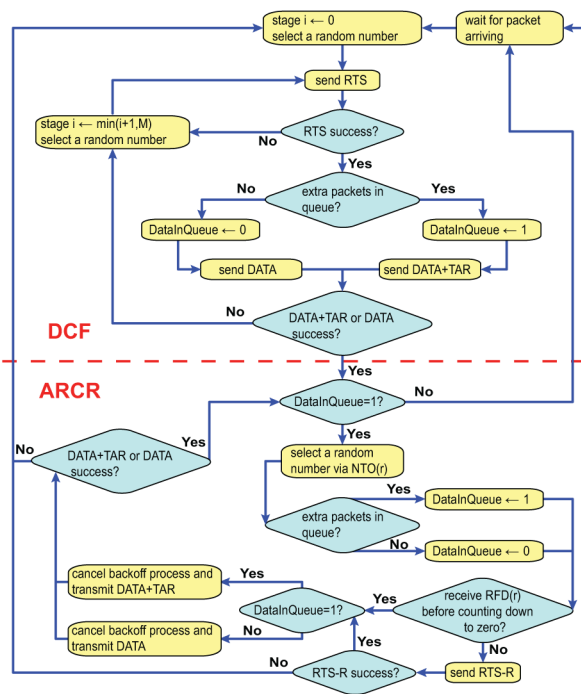 stage i ← 0
select a random number
wait for packet
arriving
send RTS
stage i ← min(i+1,M)
select a random number
RTS success?
No
Yes
extra packets in
queue?
No
Yes
DataInQueue ← 0
DataInQueue ← 1
send DATA
send DATA+TAR
DATA+TAR or DATA
success?
No
DCF
Yes
ARCR
DataInQueue=1?
No
Yes
No
DATA+TAR or DATA
success?
Yes
select a random
number via NTO(r)
extra packets in
queue?
Yes
DataInQueue ← 1
No
DataInQueue ← 0
cancel backoff process and
transmit DATA+TAR
Yes
DataInQueue=1?
Yes
receive RFD(r)
before counting down
to zero?
cancel backoff process and
transmit DATA
No
Yes
No
No
RTS-R success?
send RTS-R